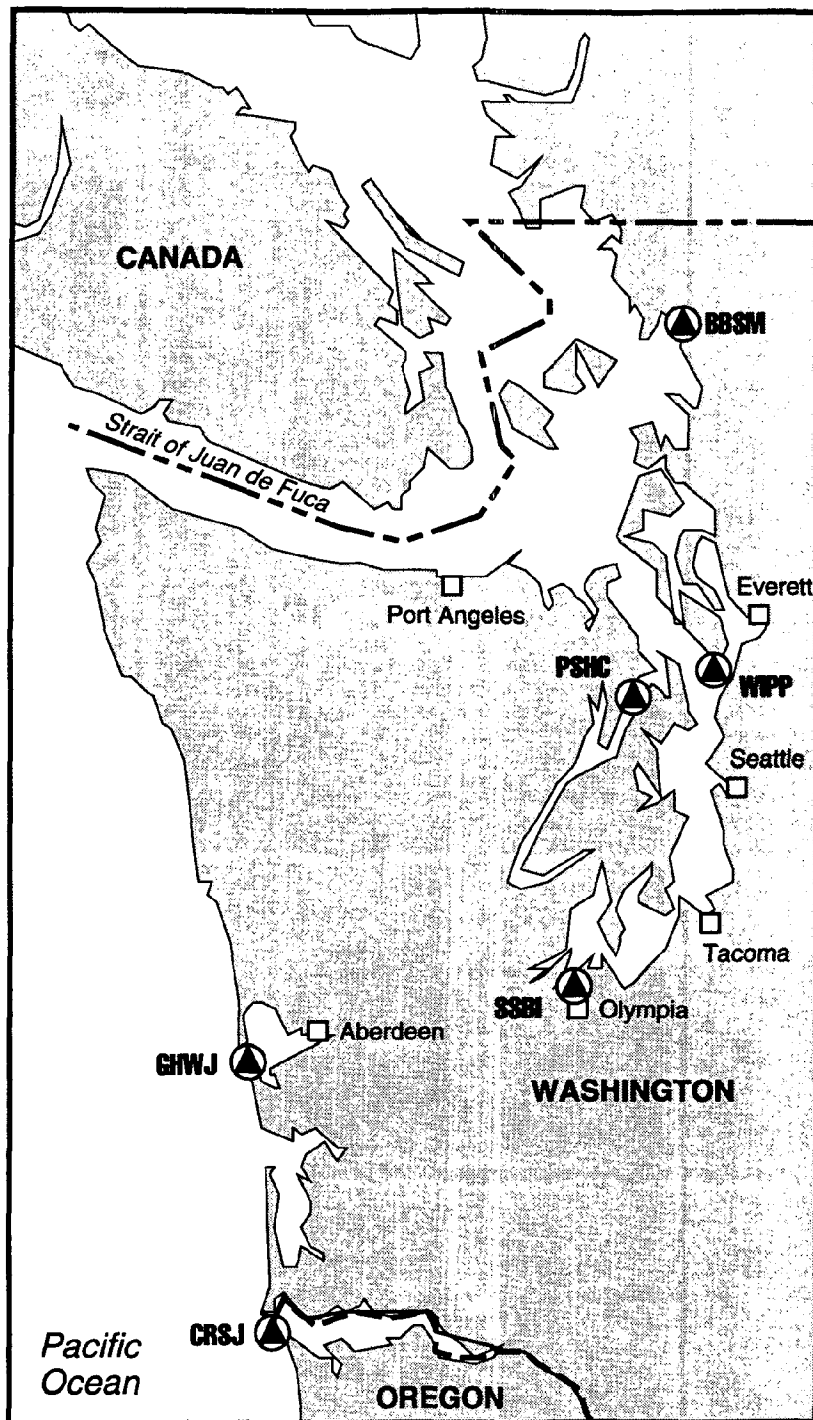 CANADA
BBSM
Strait of Juan de Fuca
Port Angeles
Everett
PSHC
WIPP
Seattle
Tacoma
SSBI
Olympia
Aberdeen
GHWJ
WASHINGTON
CRSJ
Pacific
Ocean
OREGON